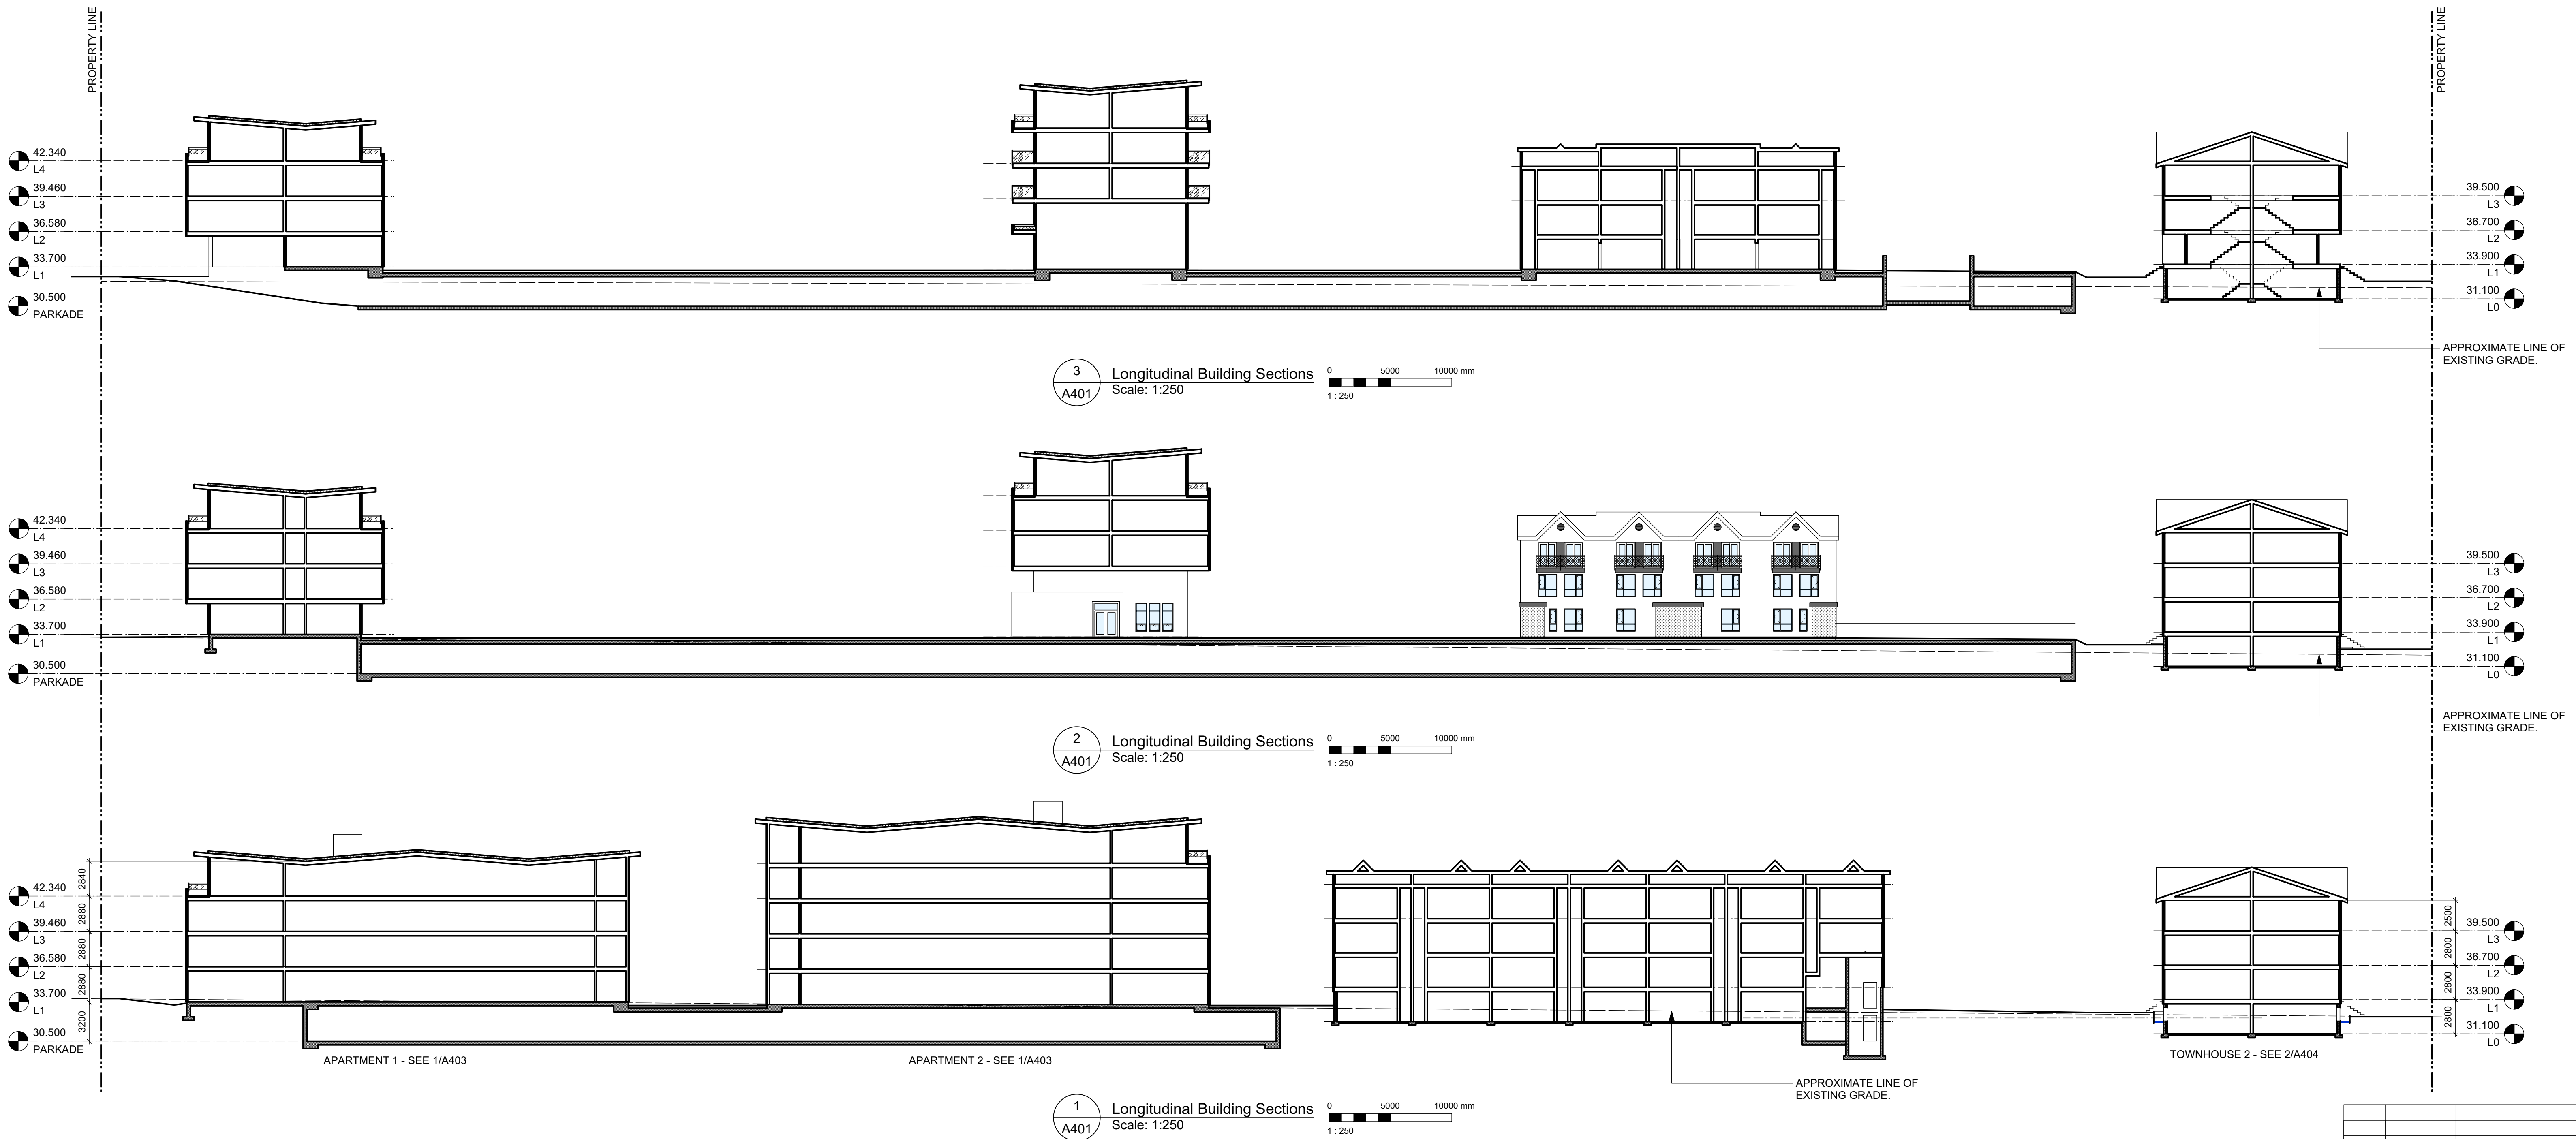 PROPERTY LINE
PROPERTY LINE
42.340
L4
39.460
L3
36.580
L2
33.700
L1
30.500
PARKADE
39.500
L3
36.700
L2
33.900
L1
31.100
L0
APPROXIMATE LINE OF
EXISTING GRADE.
3
A401
Longitudinal Building Sections
Scale: 1:250
0 5000 10000 mm
1 : 250
42.340
L4
39.460
L3
36.580
L2
33.700
L1
30.500
PARKADE
39.500
L3
36.700
L2
33.900
L1
31.100
L0
APPROXIMATE LINE OF
EXISTING GRADE.
2
A401
Longitudinal Building Sections
Scale: 1:250
0 5000 10000 mm
1 : 250
42.340
L4
39.460
L3
36.580
L2
33.700
L1
30.500
PARKADE
2840
2880
2880
2880
3200
2500
2800
2800
2800
39.500
L3
36.700
L2
33.900
L1
31.100
L0
APARTMENT 1 - SEE 1/A403
APARTMENT 2 - SEE 1/A403
TOWNHOUSE 2 - SEE 2/A404
APPROXIMATE LINE OF
EXISTING GRADE.
1
A401
Longitudinal Building Sections
Scale: 1:250
0 5000 10000 mm
1 : 250